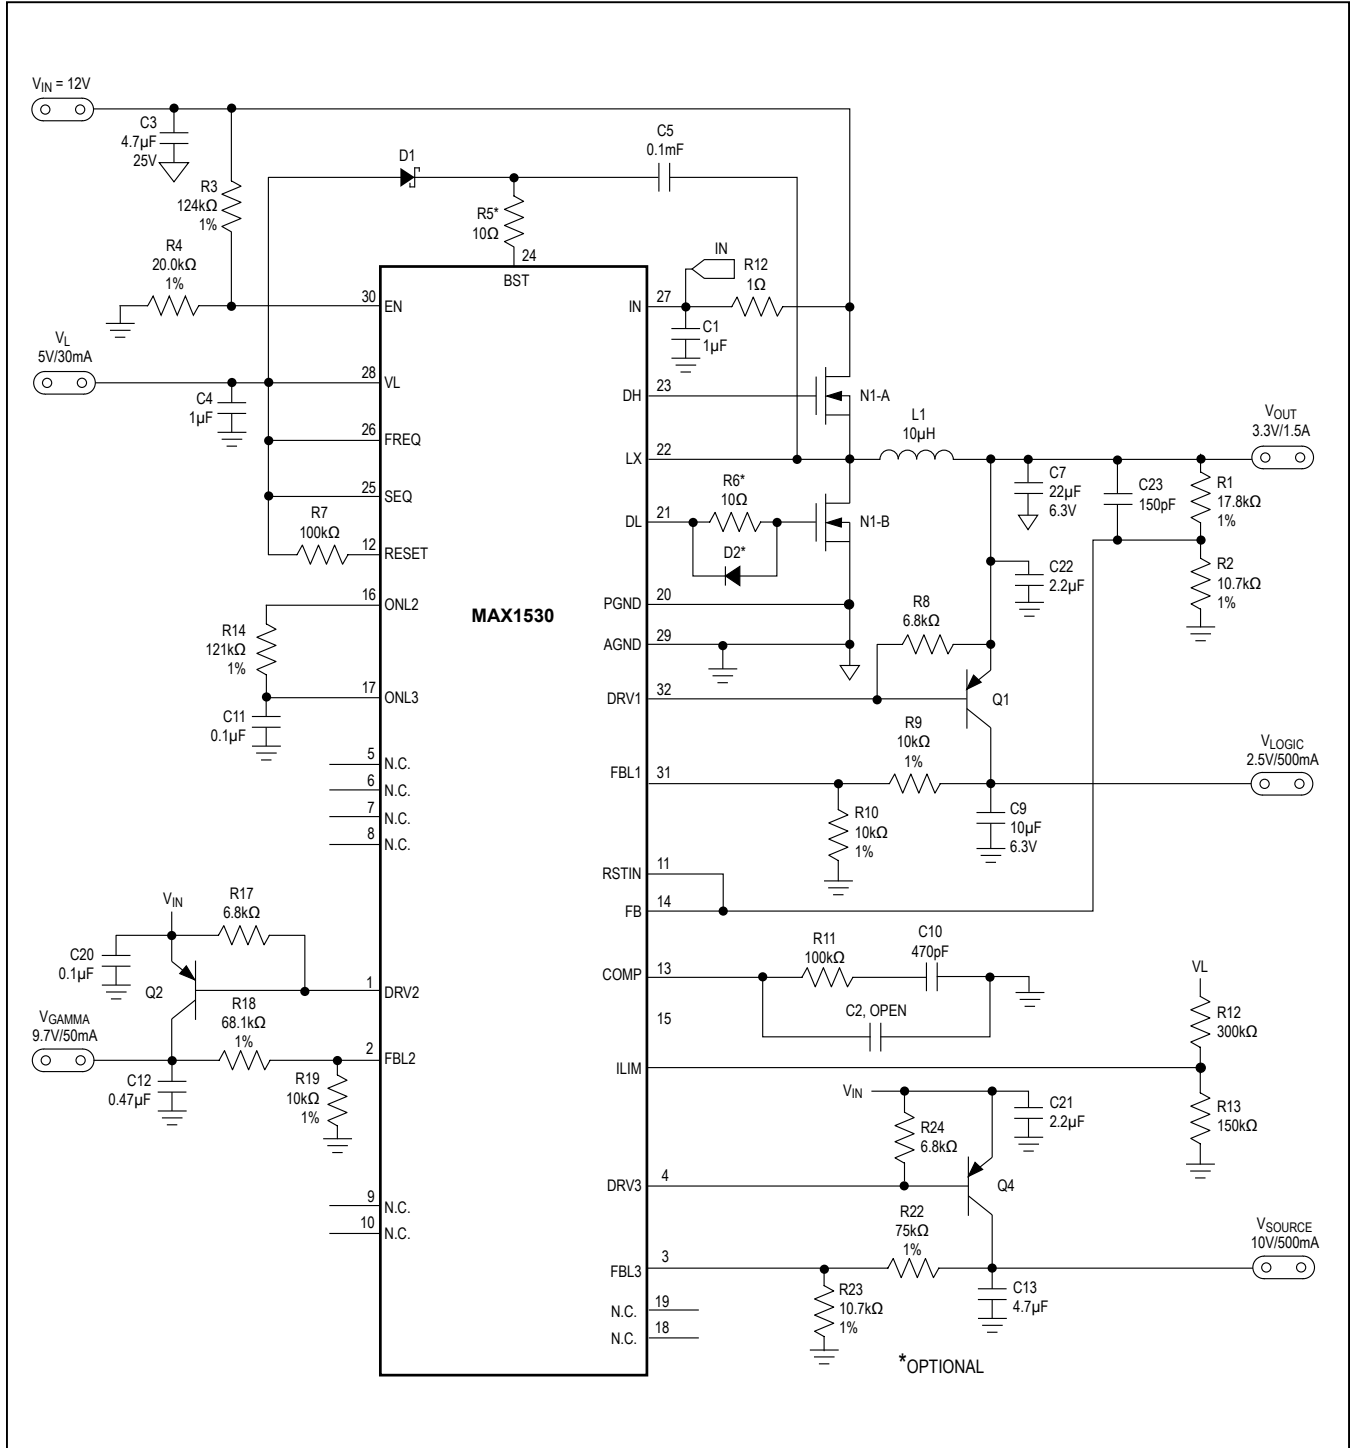 VIN = 12V
C3
4.7µF
25V
R3
124kΩ
1%
R4
20.0kΩ
1%
D1
C5
0.1mF
R5*
10Ω
24
BST
30
EN
IN
27
IN
R12
1Ω
C1
1µF
VL
5V/30mA
C4
1µF
28
VL
26
FREQ
25
SEQ
R7
100kΩ
12
RESET
DH
23
N1-A
LX
22
L1
10µH
VOUT
3.3V/1.5A
R6*
10Ω
DL
21
D2*
N1-B
C7
22µF
6.3V
C23
150pF
R1
17.8kΩ
1%
R2
10.7kΩ
1%
C22
2.2µF
16
ONL2
R14
121kΩ
1%
17
ONL3
C11
0.1µF
MAX1530
PGND
20
AGND
29
R8
6.8kΩ
DRV1
32
Q1
R9
10kΩ
1%
FBL1
31
VLOGIC
2.5V/500mA
R10
10kΩ
1%
C9
10µF
6.3V
5
N.C.
6
N.C.
7
N.C.
8
N.C.
RSTIN
11
FB
14
VIN
R17
6.8kΩ
C20
0.1µF
Q2
1
DRV2
R18
68.1kΩ
1%
VGAMMA
9.7V/50mA
2
FBL2
C12
0.47µF
R19
10kΩ
1%
COMP
13
R11
100kΩ
C10
470pF
C2, OPEN
15
ILIM
VL
R12
300kΩ
R13
150kΩ
VIN
R24
6.8kΩ
C21
2.2µF
DRV3
4
Q4
R22
75kΩ
1%
VSOURCE
10V/500mA
FBL3
3
R23
10.7kΩ
1%
C13
4.7µF
9
N.C.
10
N.C.
N.C.
19
N.C.
18
*OPTIONAL